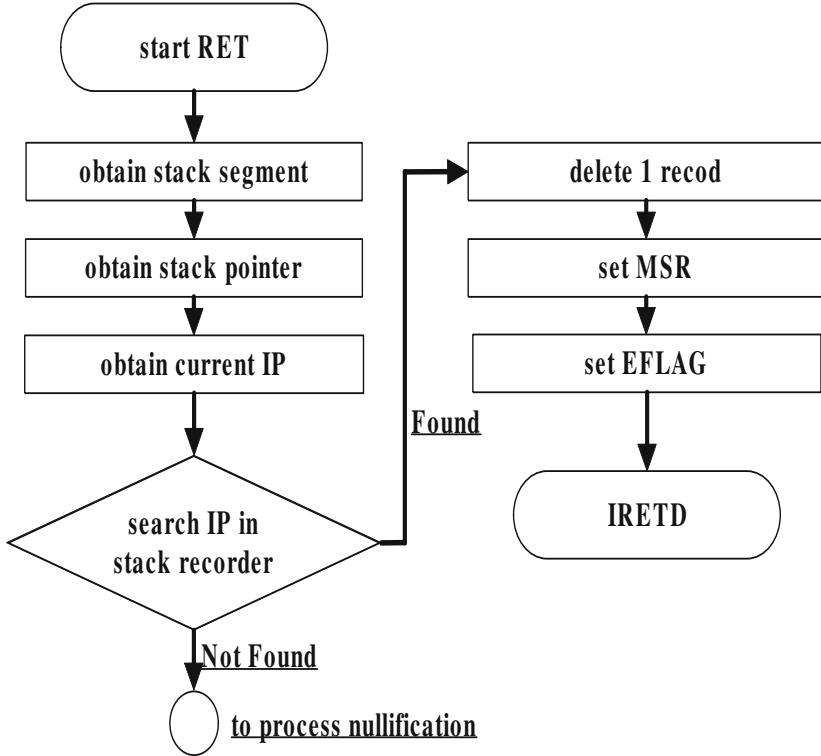 start RET
obtain stack segment
obtain stack pointer
obtain current IP
search IP in
stack recorder
Not Found
to process nullification
Found
delete 1 recod
set MSR
set EFLAG
IRETD